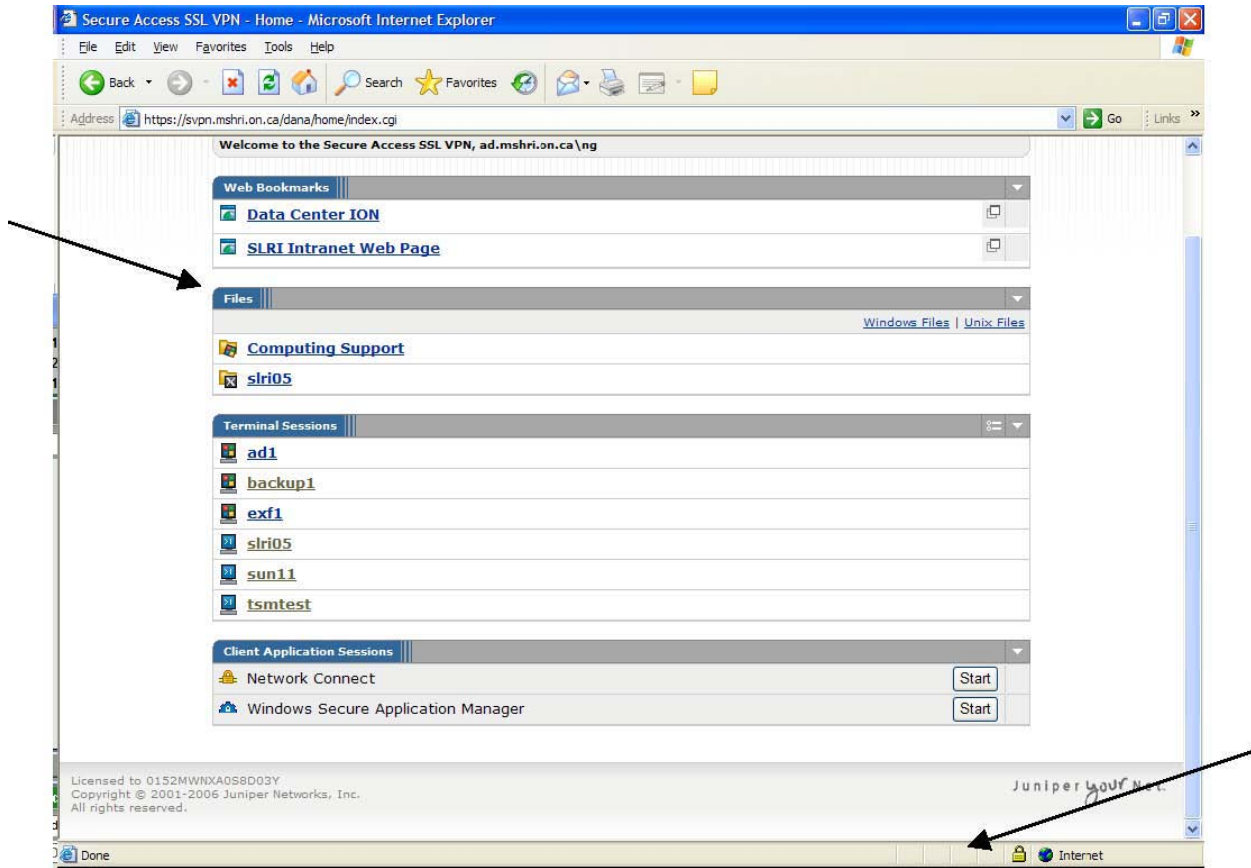 Secure Access SSL VPN - Home - Microsoft Internet Explorer
File Edit View Favorites Tools Help
Back Search Favorites
Address https://svpn.mshri.on.ca/dana/home/index.cgi Go Links »
Welcome to the Secure Access SSL VPN, ad.mshri.on.ca\ng
Web Bookmarks
Data Center ION
SLRI Intranet Web Page
Files
Windows Files | Unix Files
Computing Support
slri05
Terminal Sessions
ad1
backup1
exf1
slri05
sun11
tsmtest
Client Application Sessions
Network Connect Start
Windows Secure Application Manager Start
Licensed to 0152MWNXA0S8D03Y
Copyright © 2001-2006 Juniper Networks, Inc.
All rights reserved.
Juniper your Net.
Done Internet